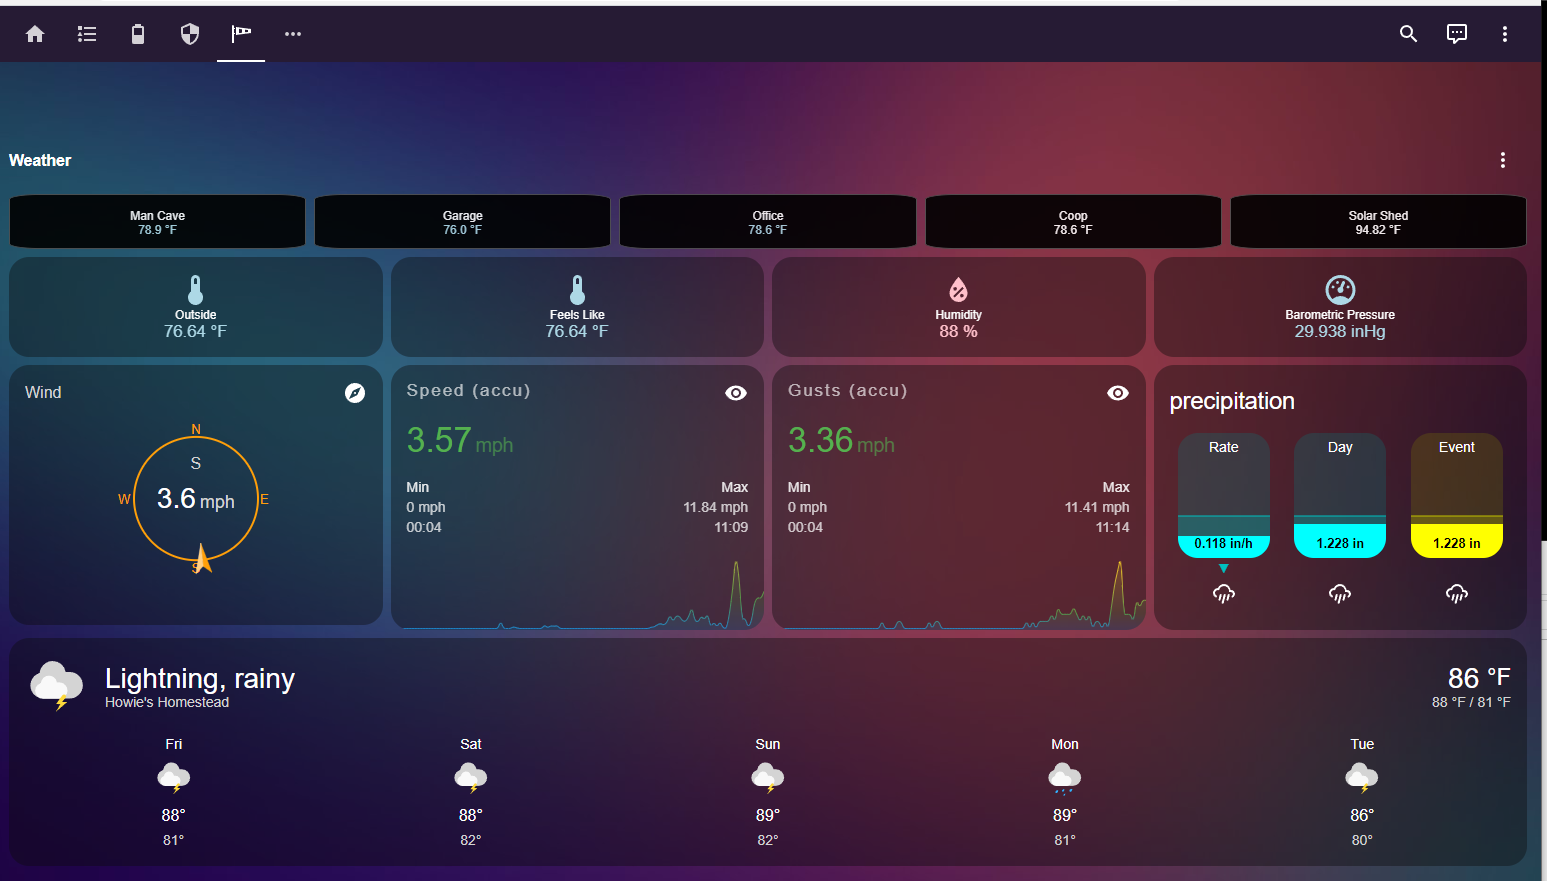 Weather
Man Cave
78.9 °F
Garage
76.0 °F
Office
78.6 °F
Coop
78.6 °F
Solar Shed
94.82 °F
Outside
76.64 °F
Feels Like
76.64 °F
Humidity
88 %
Barometric Pressure
29.938 inHg
Wind
N
S
W
3.6 mph
E
S
Speed (accu)
3.57 mph
Min Max
0 mph 11.84 mph
00:04 11:09
Gusts (accu)
3.36 mph
Min Max
0 mph 11.41 mph
00:04 11:14
precipitation
Rate
0.118 in/h
Day
1.228 in
Event
1.228 in
Lightning, rainy
Howie's Homestead
86 °F
88 °F / 81 °F
Fri
88°
81°
Sat
88°
82°
Sun
89°
82°
Mon
89°
81°
Tue
86°
80°